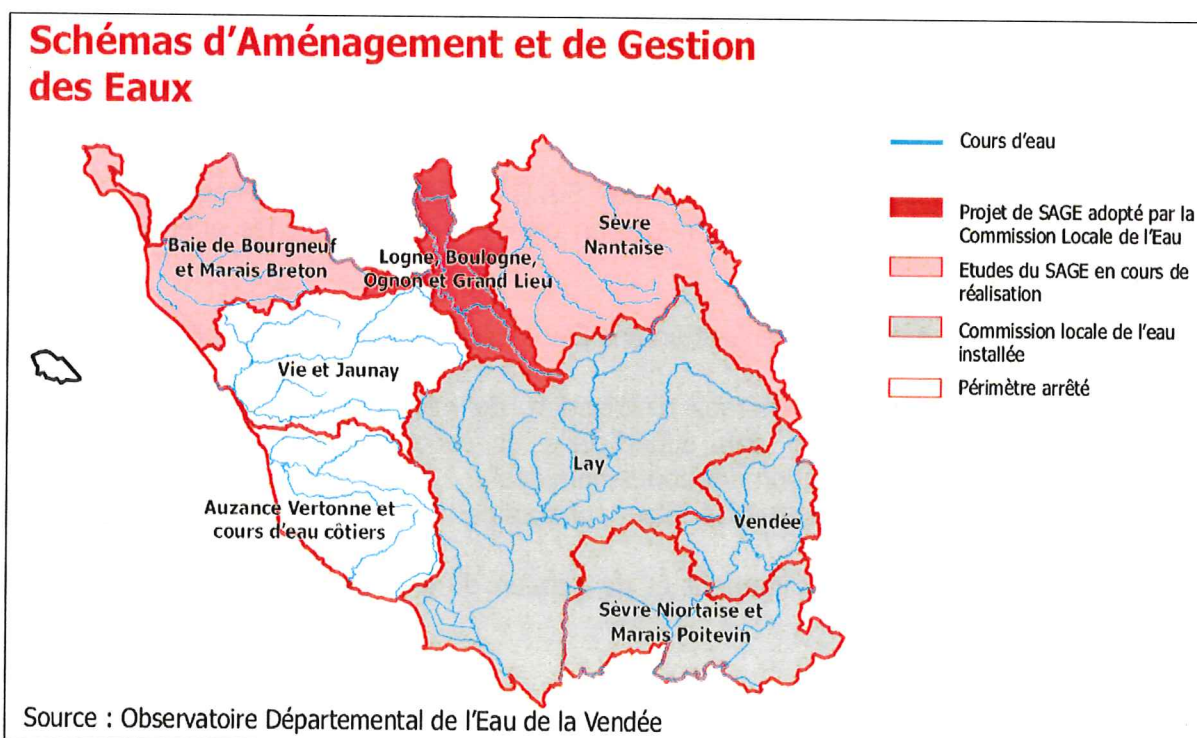 Schémas d'Aménagement et de Gestion
des Eaux
Cours d'eau
Projet de SAGE adopté par la
Commission Locale de l'Eau
Etudes du SAGE en cours de
réalisation
Commission locale de l'eau
installée
Périmètre arrêté
Baie de Bourgneuf
et Marais Breton
Logne, Boulogne,
Ognon et Grand Lieu
Sèvre
Nantaise
Vie et Jaunay
Lay
Auzance Vertonne et
cours d'eau côtiers
Vendée
Sèvre Niortaise et
Marais Poitevin
Source : Observatoire Départemental de l'Eau de la Vendée